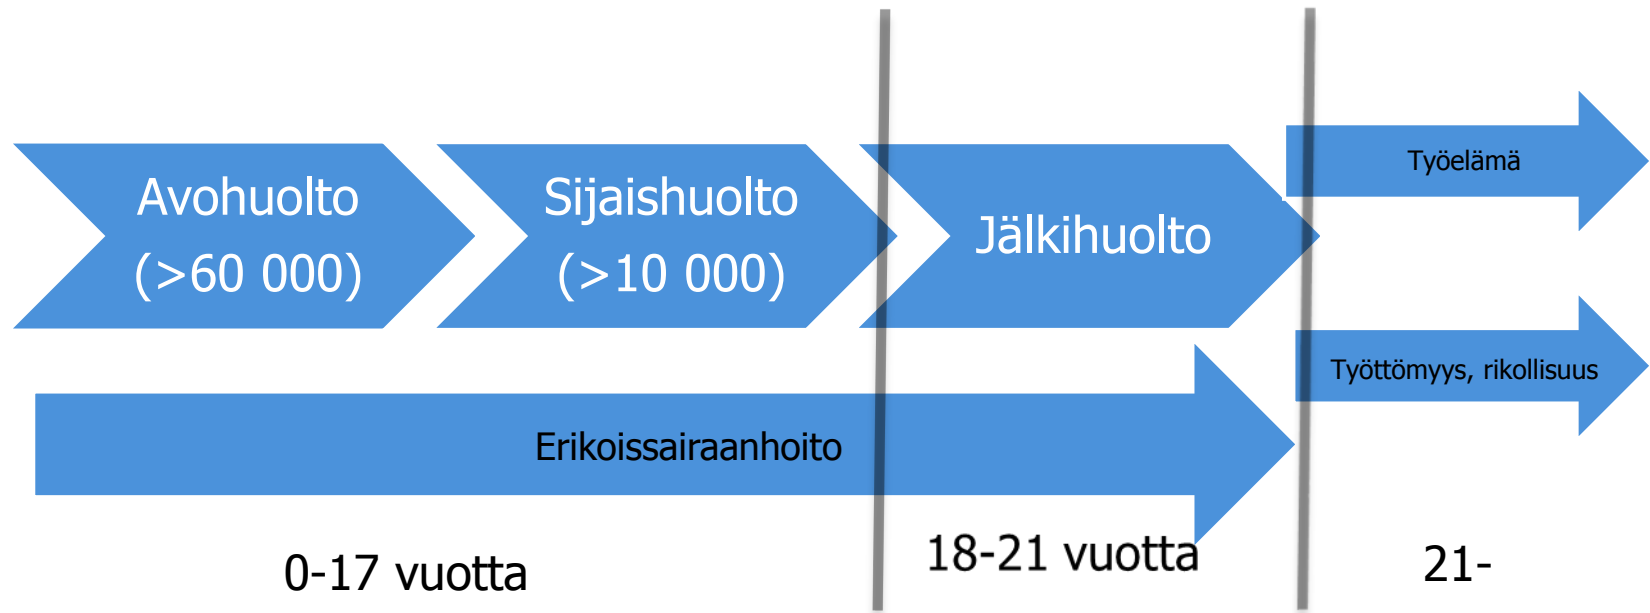 Avohuolto
(>60 000)
Sijaishuolto
(>10 000)
Jälkihuolto
Työelämä
Työttömyys, rikollisuus
Erikoissairaanhoito
0-17 vuotta
18-21 vuotta
21-